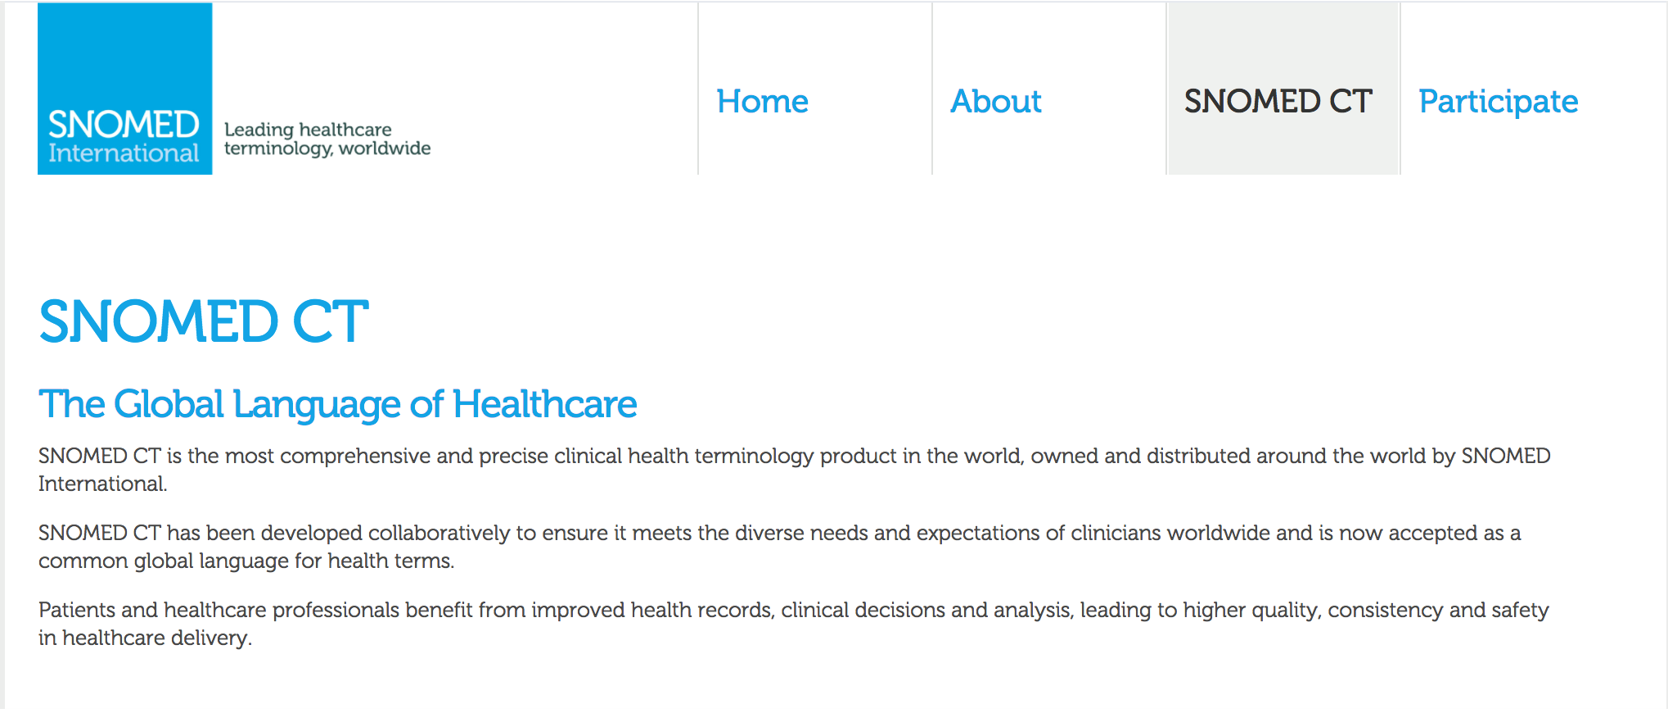 SNOMED
International
Leading healthcare
terminology, worldwide
Home
About
SNOMED CT
Participate
SNOMED CT
The Global Language of Healthcare
SNOMED CT is the most comprehensive and precise clinical health terminology product in the world, owned and distributed around the world by SNOMED
International.
SNOMED CT has been developed collaboratively to ensure it meets the diverse needs and expectations of clinicians worldwide and is now accepted as a
common global language for health terms.
Patients and healthcare professionals benefit from improved health records, clinical decisions and analysis, leading to higher quality, consistency and safety
in healthcare delivery.